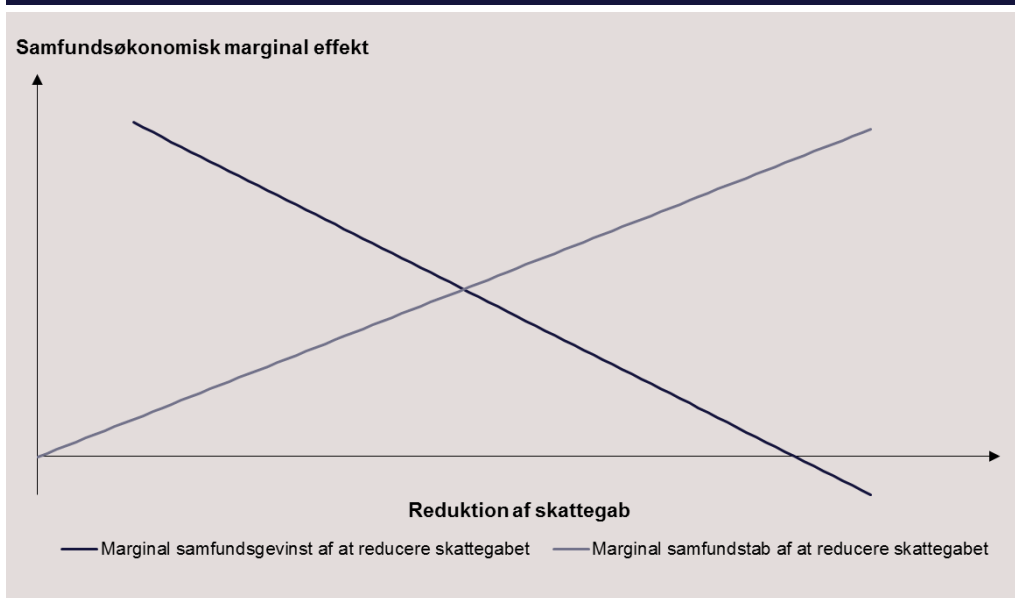 Samfundsøkonomisk marginal effekt
Reduktion af skattegab
Marginal samfundsgevinst af at reducere skattegabet
Marginal samfundstab af at reducere skattegabet